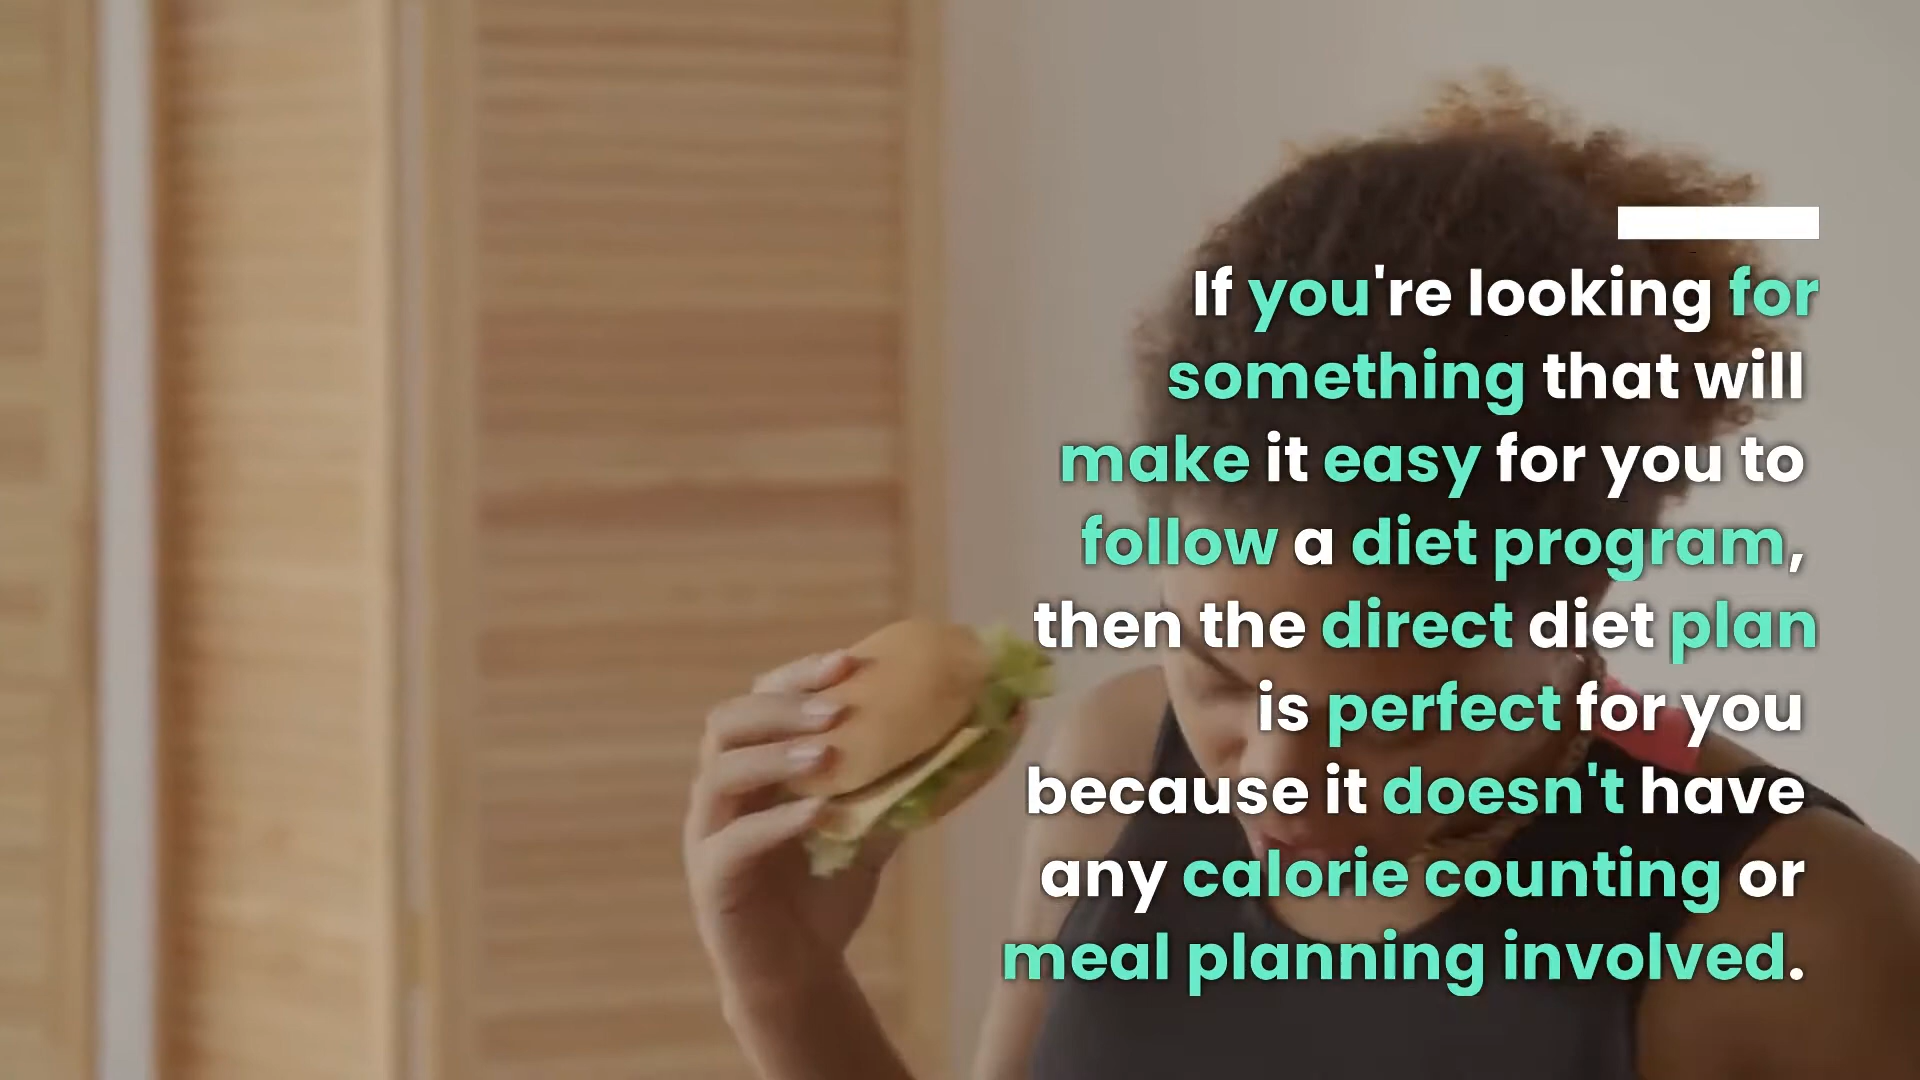 If you're looking for
something that will
make it easy for you to
follow a diet program,
then the direct diet plan
is perfect for you
because it doesn't have
any calorie counting or
meal planning involved.